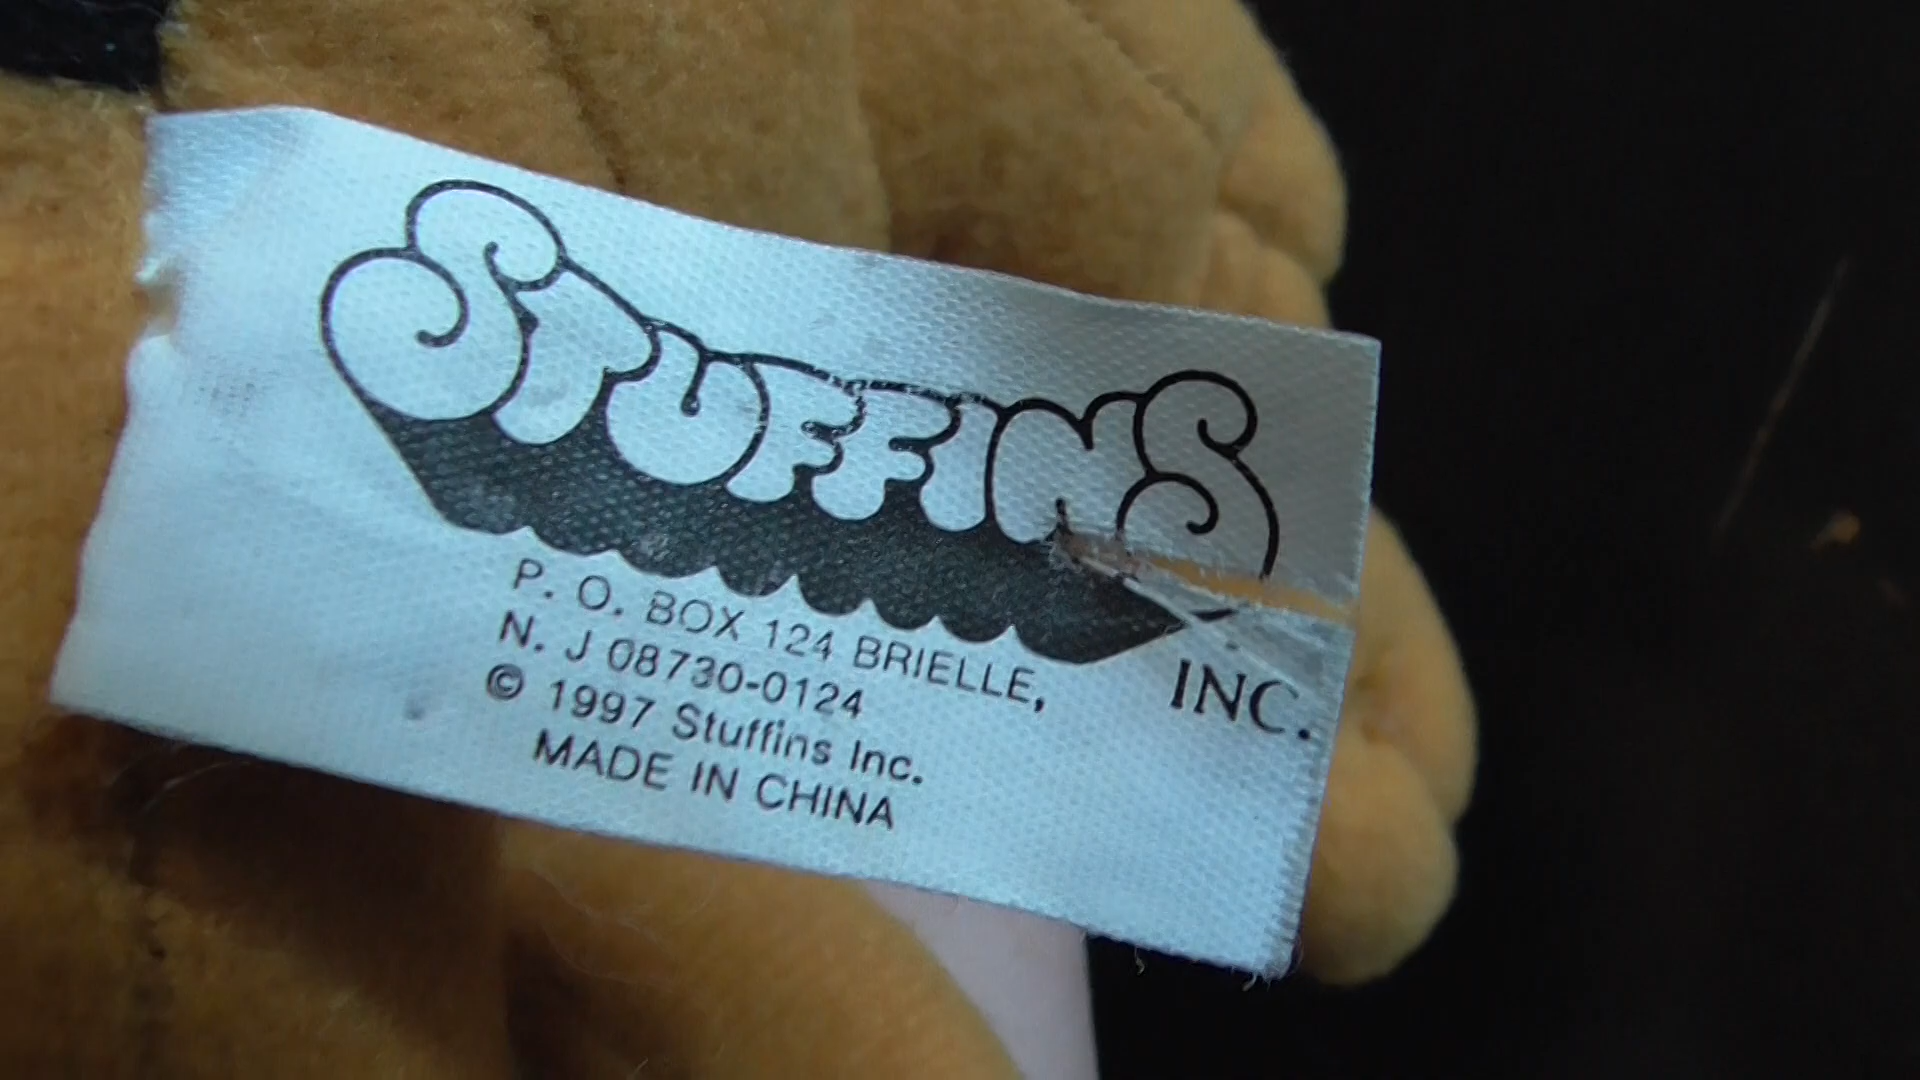 STUFFINS
INC.
P. O. BOX 124 BRIELLE,
N. J 08730-0124
© 1997 Stuffins Inc.
MADE IN CHINA